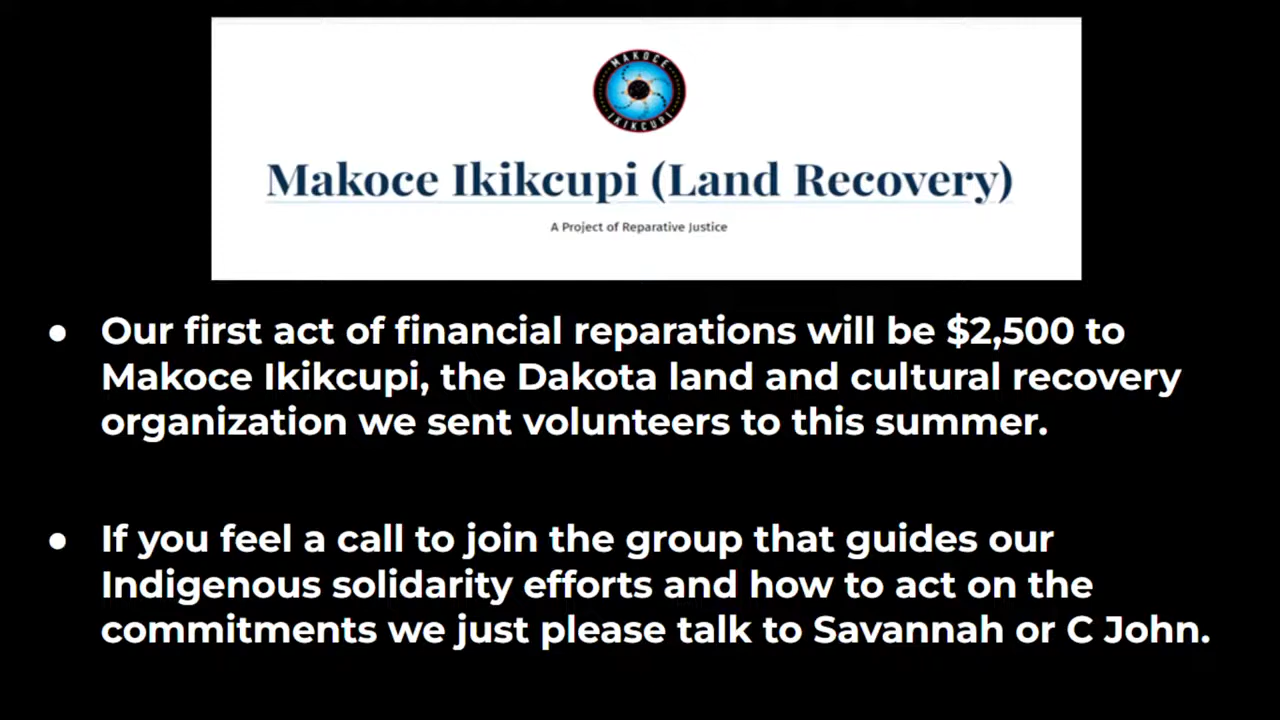 MAKOCE
IKIKCUPI
Makoce Ikikcupi (Land Recovery)
A Project of Reparative Justice
● Our first act of financial reparations will be $2,500 to
Makoce Ikikcupi, the Dakota land and cultural recovery
organization we sent volunteers to this summer.
● If you feel a call to join the group that guides our
Indigenous solidarity efforts and how to act on the
commitments we just please talk to Savannah or C John.